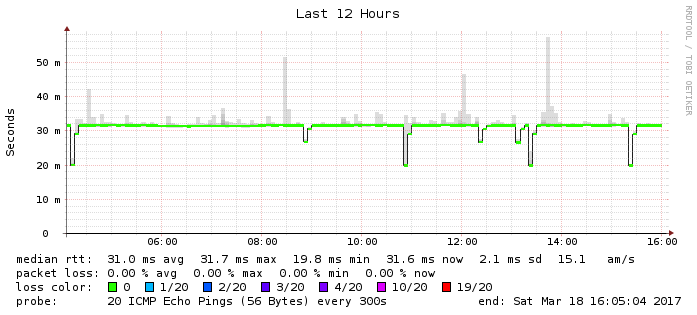 Last 12 Hours
RRDTOOL / TOBI OETIKER
Seconds
50 m
40 m
30 m
20 m
10 m
0
06:00 08:00 10:00 12:00 14:00 16:00
median rtt: 31.0 ms avg 31.7 ms max 19.8 ms min 31.6 ms now 2.1 ms sd 15.1 am/s
packet loss: 0.00 % avg 0.00 % max 0.00 % min 0.00 % now
loss color: 0 1/20 2/20 3/20 4/20 10/20 19/20
probe: 20 ICMP Echo Pings (56 Bytes) every 300s end: Sat Mar 18 16:05:04 2017